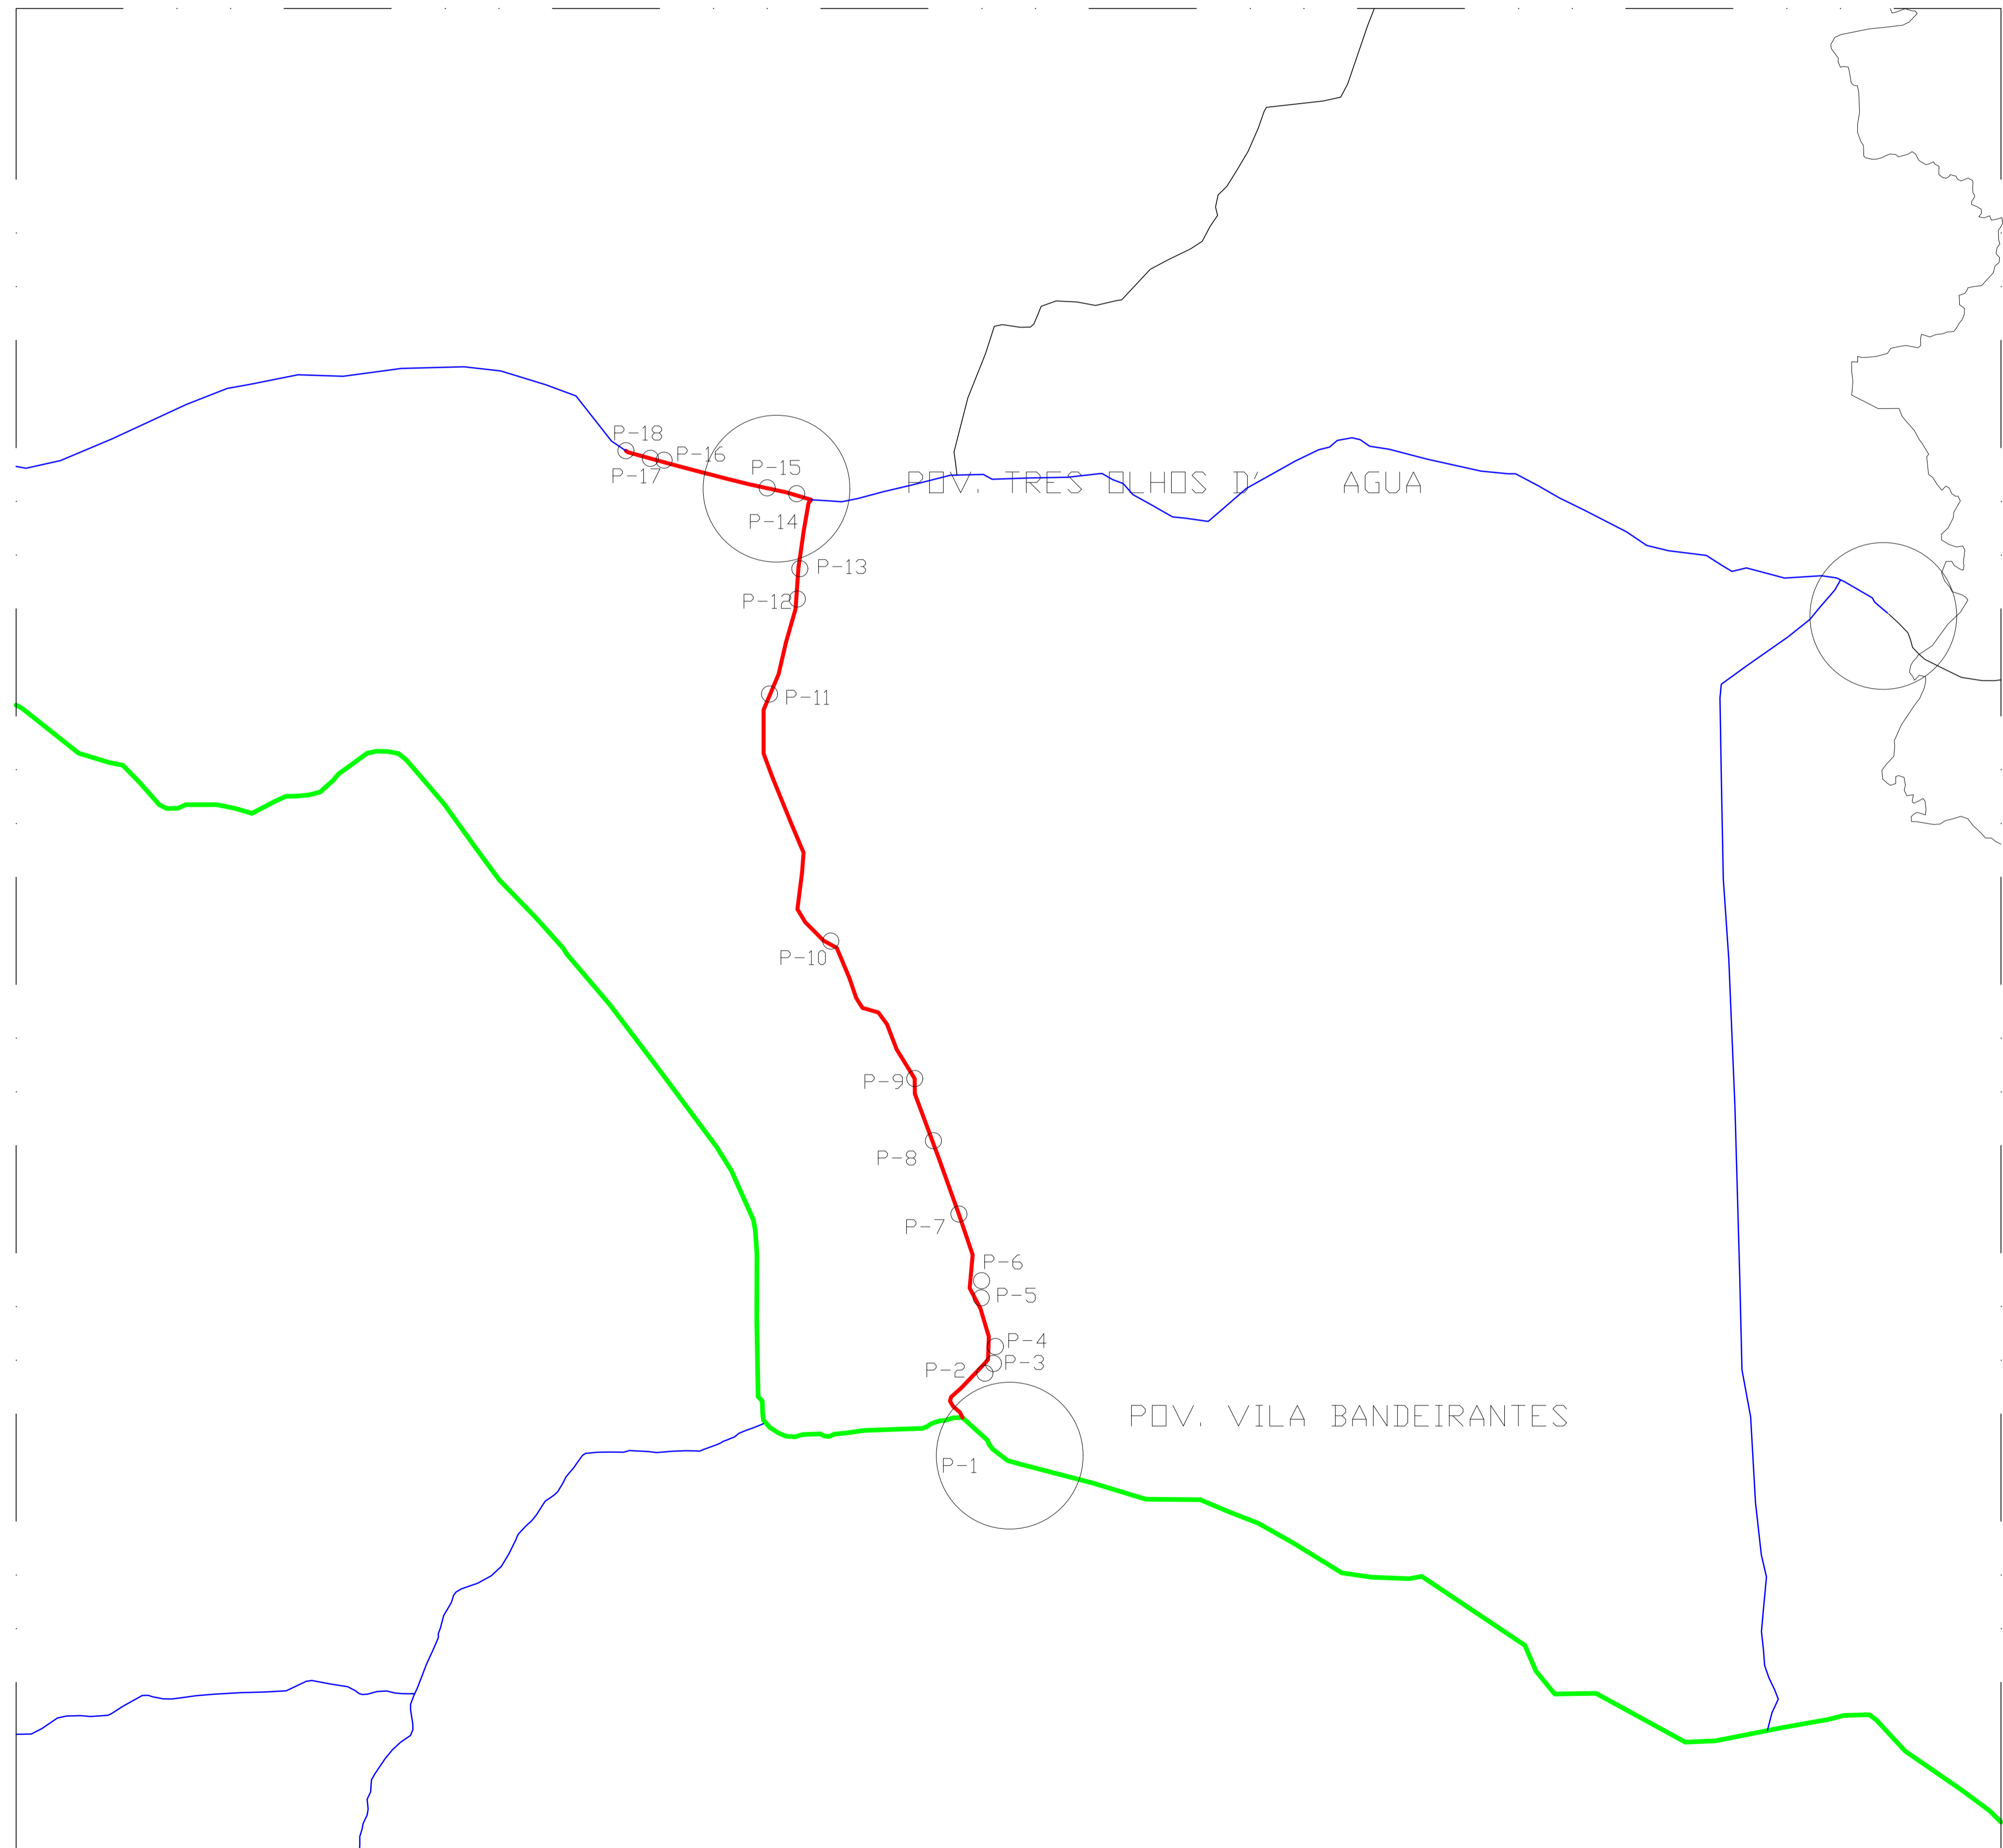 P-18
P-16
P-15
P-17
POV. TRES OLHOS D' AGUA
P-14
P-13
P-12
P-11
P-10
P-9
P-8
P-7
P-6
P-5
P-4
P-3
P-2
POV. VILA BANDEIRANTES
P-1